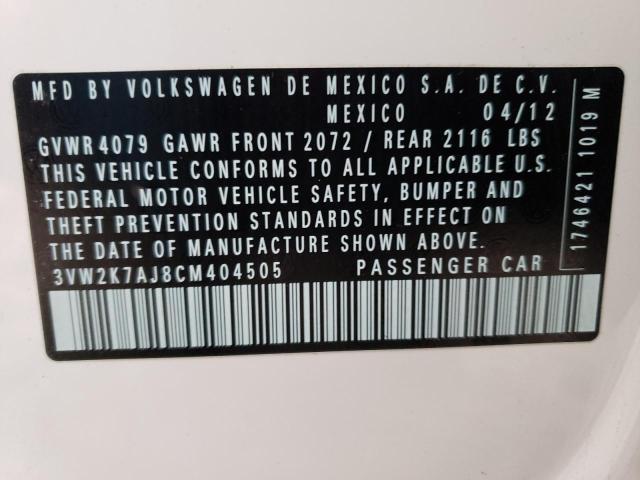 MFD BY VOLKSWAGEN DE MEXICO S.A. DE C.V.
MEXICO 04/12
GVWR 4079 GAWR FRONT 2072 / REAR 2116 LBS
THIS VEHICLE CONFORMS TO ALL APPLICABLE U.S.
FEDERAL MOTOR VEHICLE SAFETY, BUMPER AND
THEFT PREVENTION STANDARDS IN EFFECT ON
THE DATE OF MANUFACTURE SHOWN ABOVE.
3VW2K7AJ8CM404505 PASSENGER CAR
1746421 1019 M